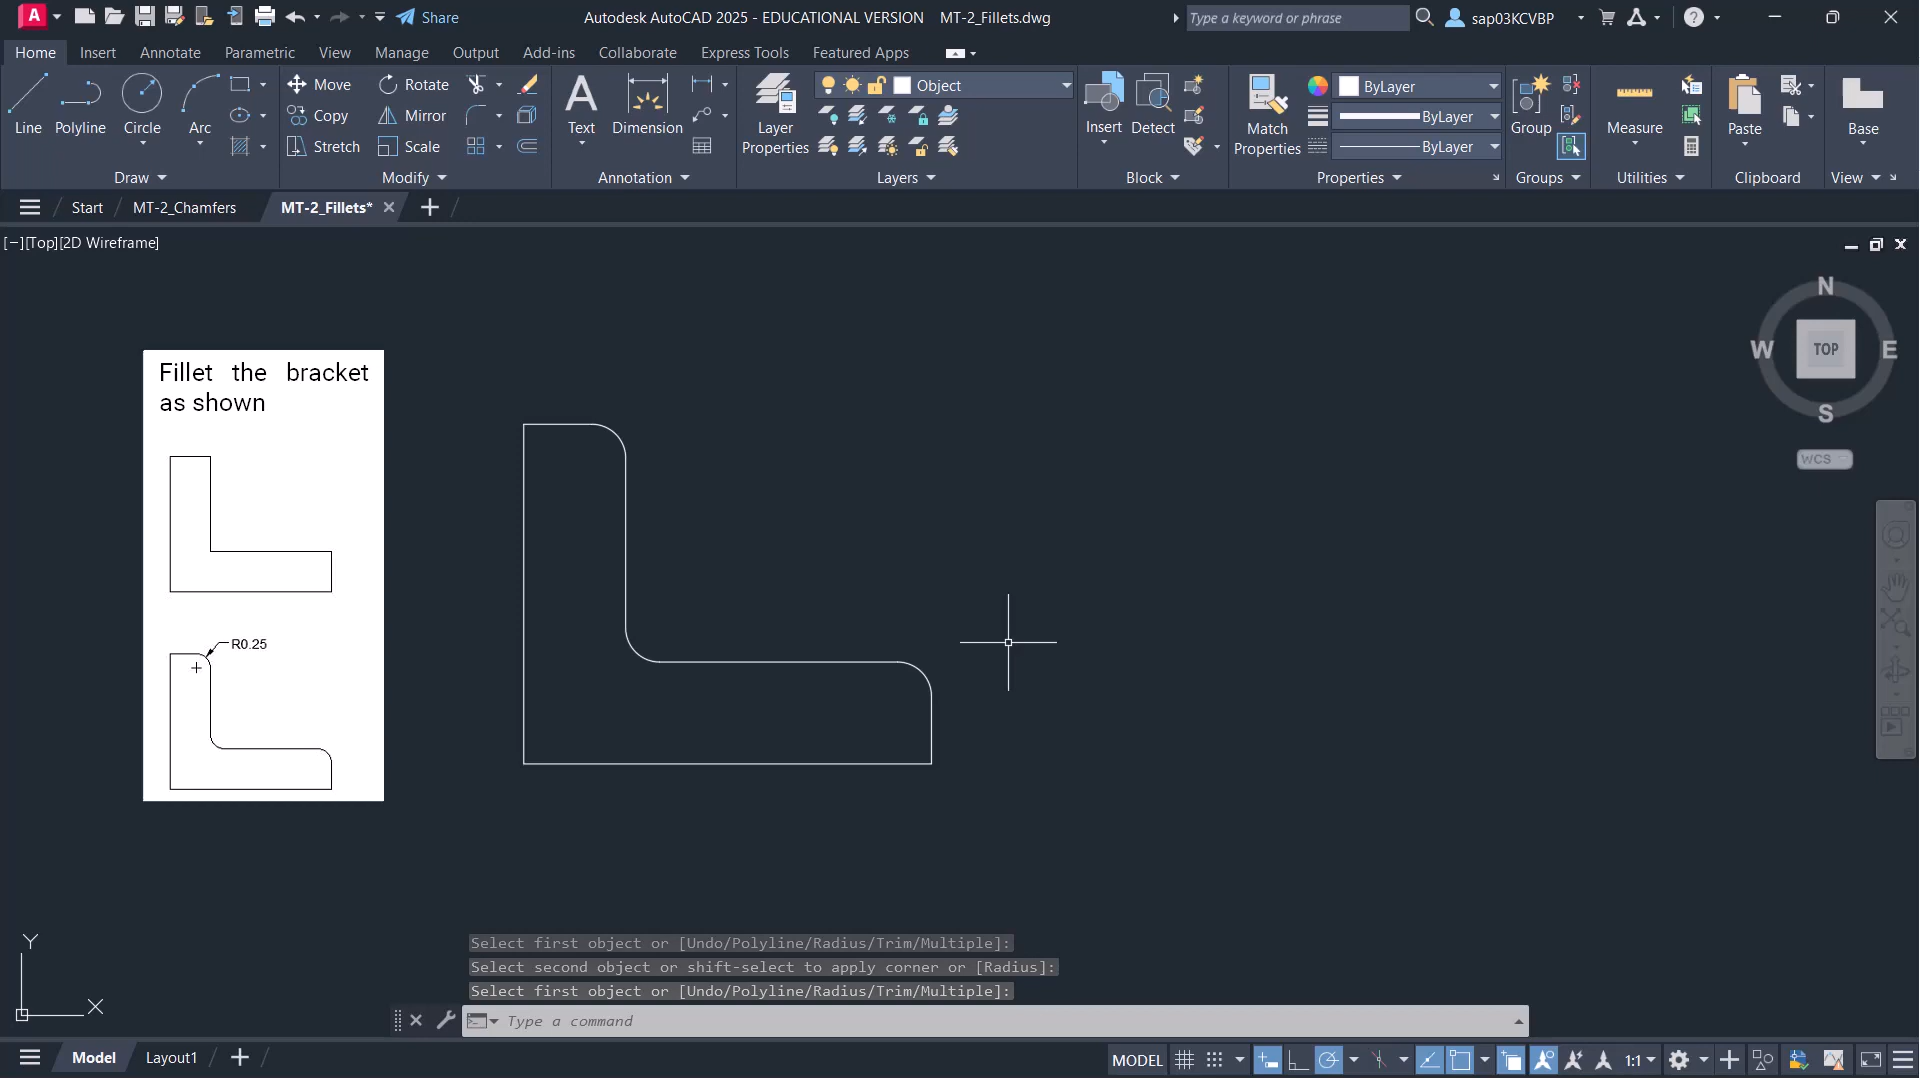 A Share Autodesk AutoCAD 2025 - EDUCATIONAL VERSION MT-2_Fillets.dwg Type a keyword or phrase sap03KCVBP
Home Insert Annotate Parametric View Manage Output Add-ins Collaborate Express Tools Featured Apps
Line Polyline Circle Arc
Move Rotate
Copy Mirror
Stretch Scale
Text Dimension
Layer Properties
Object
Insert Detect
Match Properties
ByLayer
ByLayer
ByLayer
Group Measure Paste Base
Draw Modify Annotation Layers Block Properties Groups Utilities Clipboard View
Start MT-2_Chamfers MT-2_Fillets*
[−][Top][2D Wireframe]
N
W TOP E
S
WCS
Fillet the bracket
as shown
R0.25
Y
X
Select first object or [Undo/Polyline/Radius/Trim/Multiple]:
Select second object or shift-select to apply corner or [Radius]:
Select first object or [Undo/Polyline/Radius/Trim/Multiple]:
Type a command
Model Layout1 MODEL 1:1